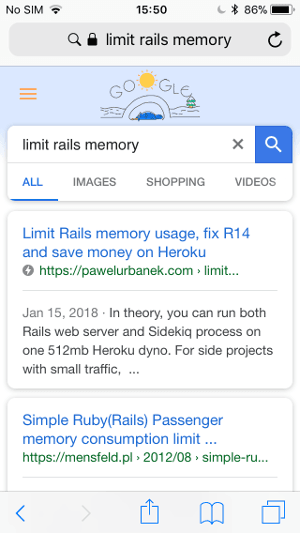 No SIM 15:50 86%
limit rails memory
GOOGLE
limit rails memory
ALL IMAGES SHOPPING VIDEOS
Limit Rails memory usage, fix R14
and save money on Heroku
https://pawelurbanek.com › limit...
Jan 15, 2018 · In theory, you can run both
Rails web server and Sidekiq process on
one 512mb Heroku dyno. For side projects
with small traffic, ...
Simple Ruby(Rails) Passenger
memory consumption limit ...
https://mensfeld.pl › 2012/08 › simple-ru...